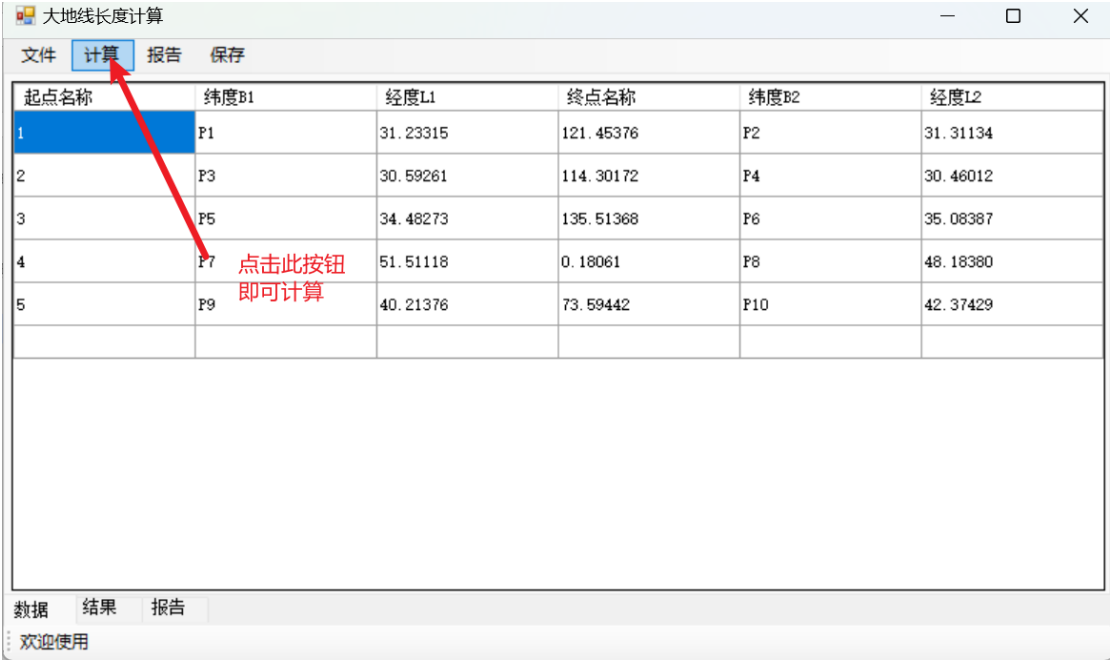 大地线长度计算
文件 计算 报告 保存
起点名称 纬度B1 经度L1 终点名称 纬度B2 经度L2
1 P1 31.23315 121.45376 P2 31.31134
2 P3 30.59261 114.30172 P4 30.46012
3 P5 34.48273 135.51368 P6 35.08387
4 P7 51.51118 0.18061 P8 48.18380
5 P9 40.21376 73.59442 P10 42.37429
点击此按钮
即可计算
数据 结果 报告
欢迎使用